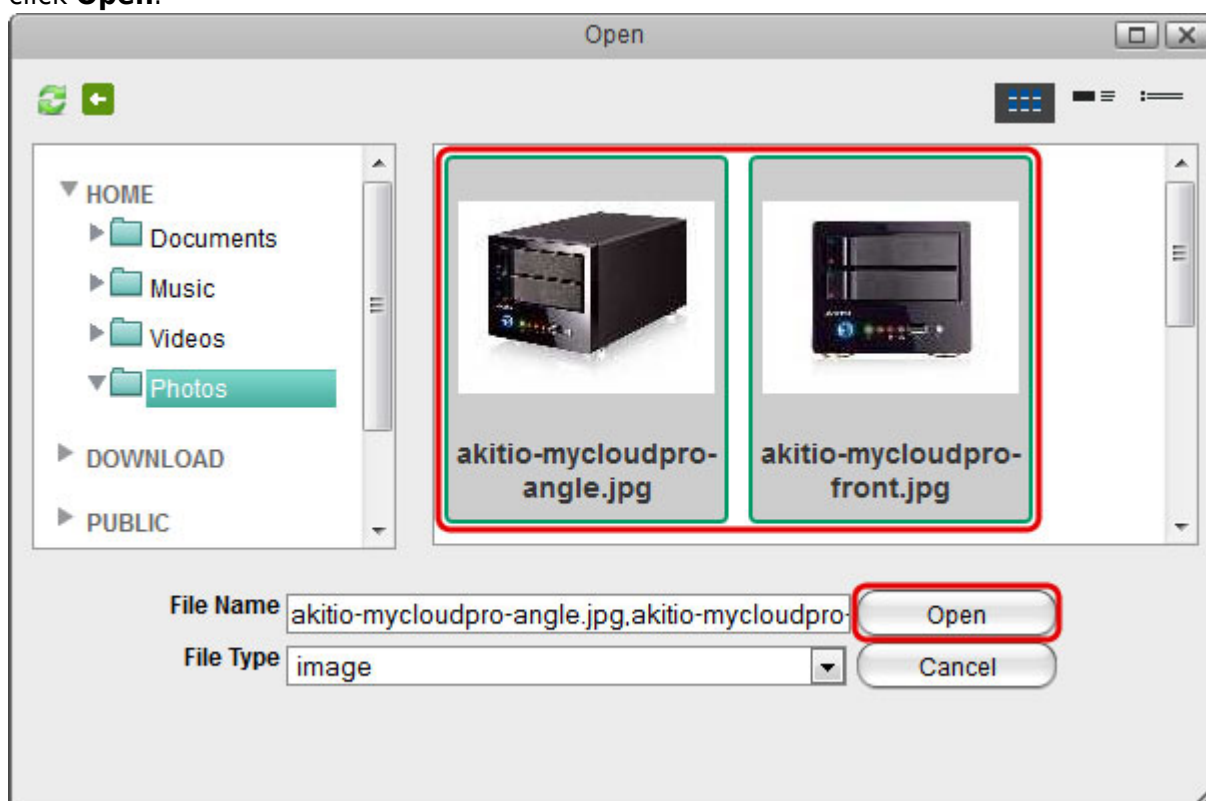 click Open.
Open
HOME
Documents
Music
Videos
Photos
DOWNLOAD
PUBLIC
akitio-mycloudpro-
angle.jpg
akitio-mycloudpro-
front.jpg
File Name akitio-mycloudpro-angle.jpg,akitio-mycloudpro- Open
File Type image Cancel